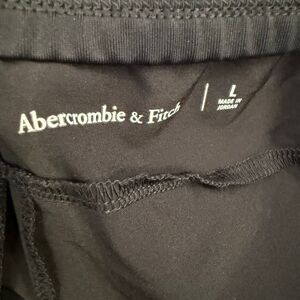 Abercrombie & Fitch
L
MADE IN
JORDAN